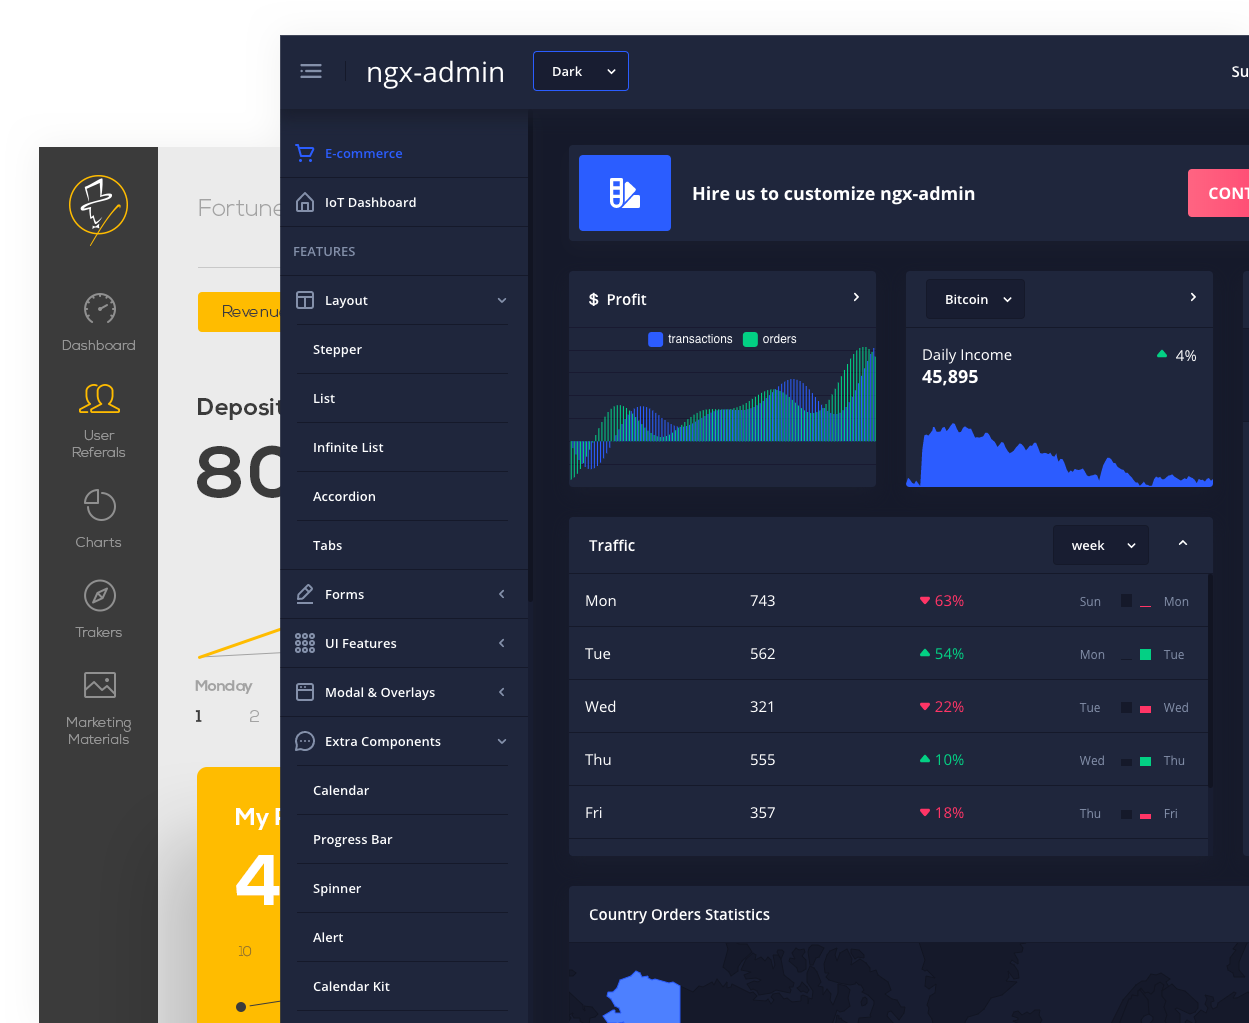 ngx-admin
Dark
E-commerce
IoT Dashboard
FEATURES
Layout
Stepper
List
Infinite List
Accordion
Tabs
Forms
UI Features
Modal & Overlays
Extra Components
Calendar
Progress Bar
Spinner
Alert
Calendar Kit
Hire us to customize ngx-admin
$ Profit
transactions orders
Bitcoin
Daily Income 4%
45,895
Traffic week
Mon 743 63% Sun Mon
Tue 562 54% Mon Tue
Wed 321 22% Tue Wed
Thu 555 10% Wed Thu
Fri 357 18% Thu Fri
Country Orders Statistics
Dashboard
User
Referals
Charts
Trakers
Marketing
Materials
Fortune
Deposit
80
Monday
1 2
My
4
10